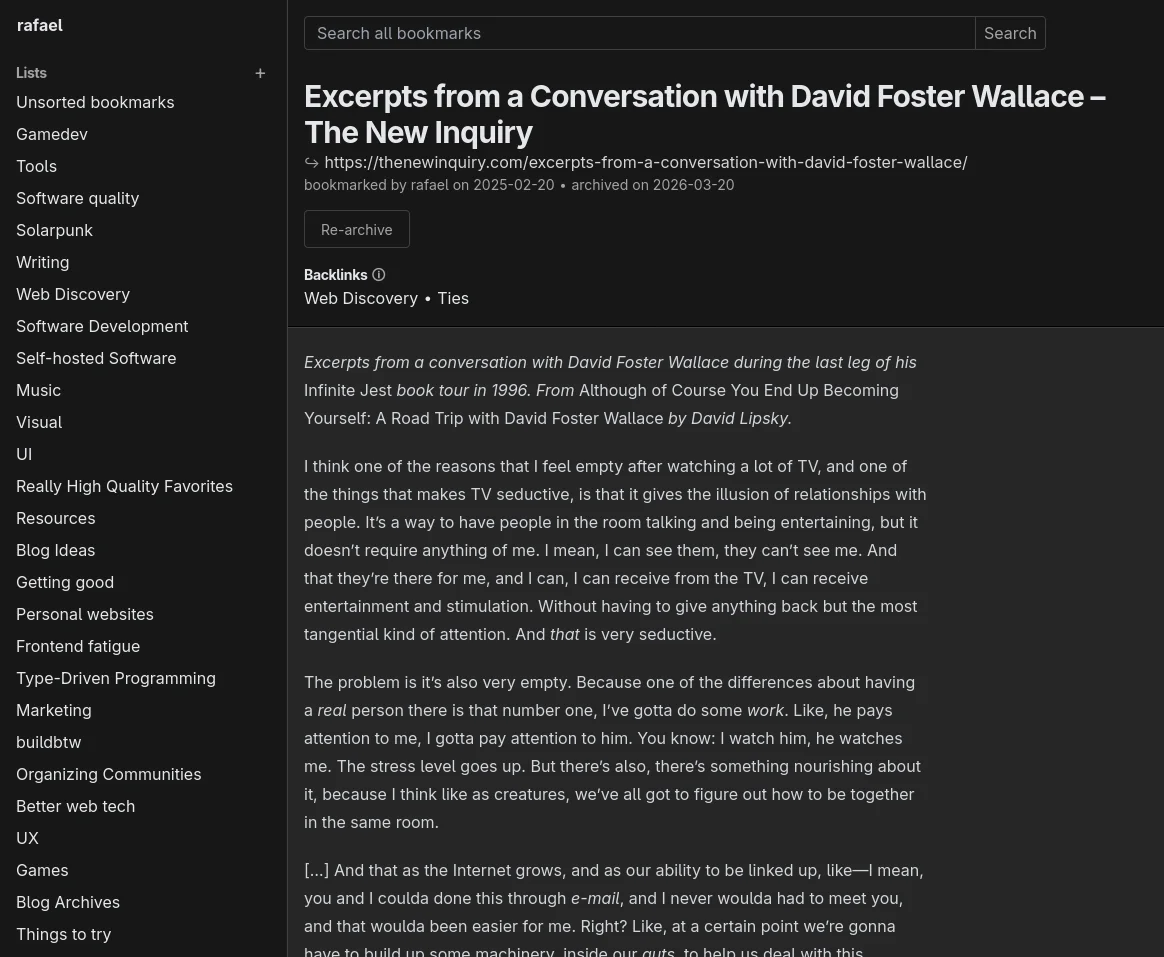 rafael
Lists +
Unsorted bookmarks
Gamedev
Tools
Software quality
Solarpunk
Writing
Web Discovery
Software Development
Self-hosted Software
Music
Visual
UI
Really High Quality Favorites
Resources
Blog Ideas
Getting good
Personal websites
Frontend fatigue
Type-Driven Programming
Marketing
buildbtw
Organizing Communities
Better web tech
UX
Games
Blog Archives
Things to try
Search all bookmarks Search
Excerpts from a Conversation with David Foster Wallace –
The New Inquiry
↪ https://thenewinquiry.com/excerpts-from-a-conversation-with-david-foster-wallace/
bookmarked by rafael on 2025-02-20 • archived on 2026-03-20
Re-archive
Backlinks ⓘ
Web Discovery • Ties
Excerpts from a conversation with David Foster Wallace during the last leg of his
Infinite Jest book tour in 1996. From Although of Course You End Up Becoming
Yourself: A Road Trip with David Foster Wallace by David Lipsky.
I think one of the reasons that I feel empty after watching a lot of TV, and one of
the things that makes TV seductive, is that it gives the illusion of relationships with
people. It’s a way to have people in the room talking and being entertaining, but it
doesn’t require anything of me. I mean, I can see them, they can’t see me. And
that they’re there for me, and I can, I can receive from the TV, I can receive
entertainment and stimulation. Without having to give anything back but the most
tangential kind of attention. And that is very seductive.
The problem is it’s also very empty. Because one of the differences about having
a real person there is that number one, I’ve gotta do some work. Like, he pays
attention to me, I gotta pay attention to him. You know: I watch him, he watches
me. The stress level goes up. But there’s also, there’s something nourishing about
it, because I think like as creatures, we’ve all got to figure out how to be together
in the same room.
[…] And that as the Internet grows, and as our ability to be linked up, like—I mean,
you and I coulda done this through e-mail, and I never woulda had to meet you,
and that woulda been easier for me. Right? Like, at a certain point we’re gonna
have to build up some machinery, inside our guts, to help us deal with this.